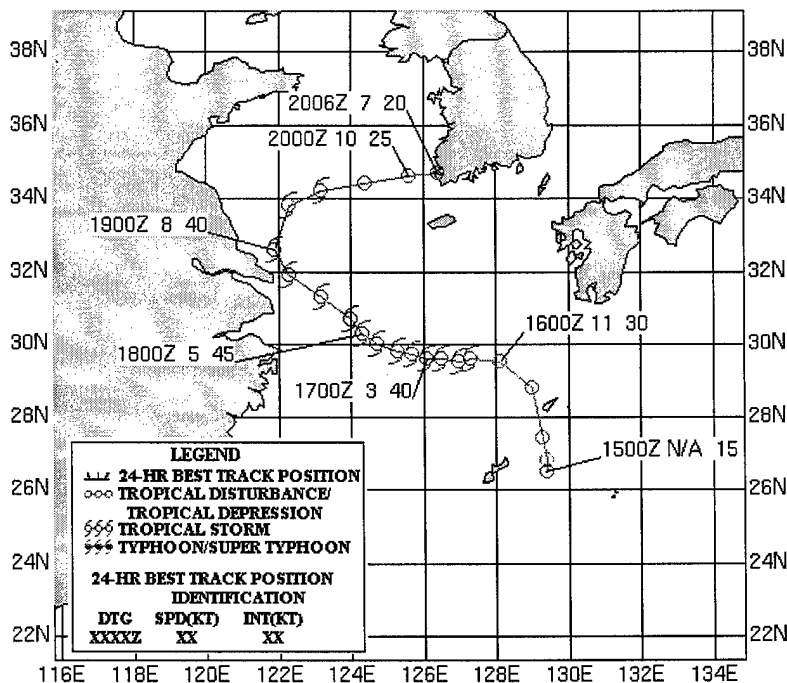 38N 38N
36N 36N
34N 34N
32N 32N
30N 30N
28N 28N
26N 26N
24N 24N
22N 22N
2006Z 7 20
2000Z 10 25
1900Z 8 40
1800Z 5 45
1700Z 3 40
1600Z 11 30
1500Z N/A 15
LEGEND
24-HR BEST TRACK POSITION
TROPICAL DISTURBANCE/
TROPICAL DEPRESSION
TROPICAL STORM
TYPHOON/SUPER TYPHOON
24-HR BEST TRACK POSITION
IDENTIFICATION
DTG SPD(KT) INT(KT)
XXXXZ XX XX
116E 118E 120E 122E 124E 126E 128E 130E 132E 134E